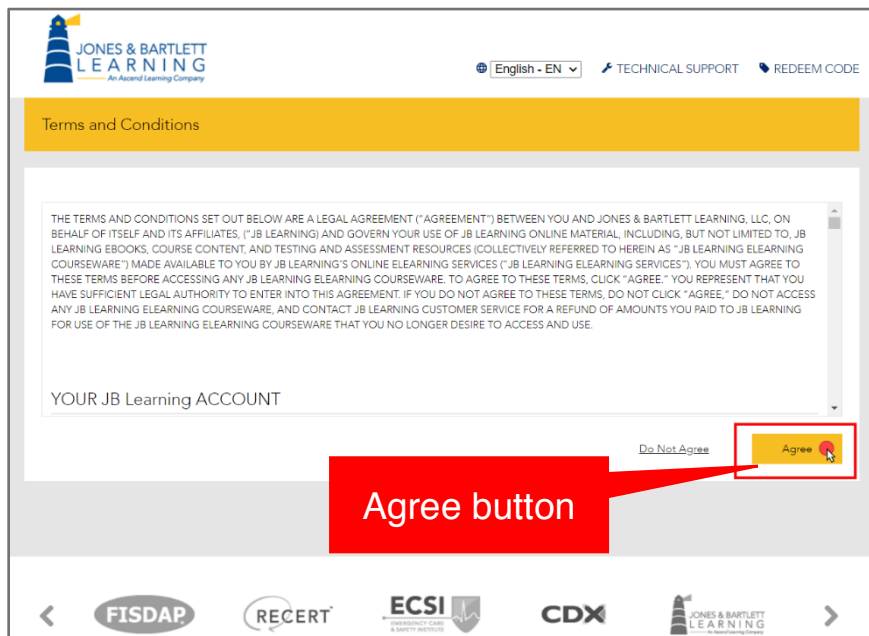 JONES & BARTLETT
LEARNING
An Ascend Learning Company
English - EN
TECHNICAL SUPPORT
REDEEM CODE
Terms and Conditions
THE TERMS AND CONDITIONS SET OUT BELOW ARE A LEGAL AGREEMENT ("AGREEMENT") BETWEEN YOU AND JONES & BARTLETT LEARNING, LLC, ON
BEHALF OF ITSELF AND ITS AFFILIATES, ("JB LEARNING) AND GOVERN YOUR USE OF JB LEARNING ONLINE MATERIAL, INCLUDING, BUT NOT LIMITED TO, JB
LEARNING EBOOKS, COURSE CONTENT, AND TESTING AND ASSESSMENT RESOURCES (COLLECTIVELY REFERRED TO HEREIN AS "JB LEARNING ELEARNING
COURSEWARE") MADE AVAILABLE TO YOU BY JB LEARNING'S ONLINE ELEARNING SERVICES ("JB LEARNING ELEARNING SERVICES"). YOU MUST AGREE TO
THESE TERMS BEFORE ACCESSING ANY JB LEARNING ELEARNING COURSEWARE. TO AGREE TO THESE TERMS, CLICK "AGREE." YOU REPRESENT THAT YOU
HAVE SUFFICIENT LEGAL AUTHORITY TO ENTER INTO THIS AGREEMENT. IF YOU DO NOT AGREE TO THESE TERMS, DO NOT CLICK "AGREE," DO NOT ACCESS
ANY JB LEARNING ELEARNING COURSEWARE, AND CONTACT JB LEARNING CUSTOMER SERVICE FOR A REFUND OF AMOUNTS YOU PAID TO JB LEARNING
FOR USE OF THE JB LEARNING ELEARNING COURSEWARE THAT YOU NO LONGER DESIRE TO ACCESS AND USE.
YOUR JB Learning ACCOUNT
Do Not Agree
Agree
Agree button
FISDAP
RECERT
ECSI
EMERGENCY CARE
& SAFETY INSTITUTE
CDX
JONES & BARTLETT
LEARNING
An Ascend Learning Company